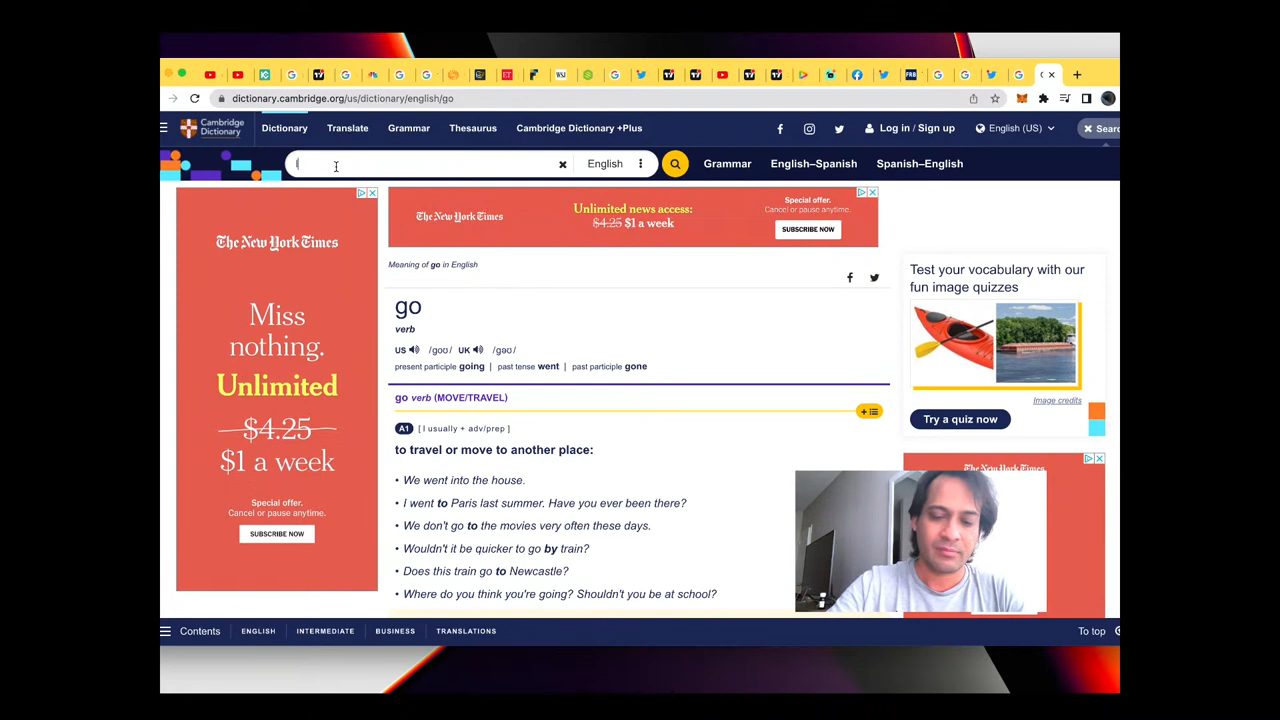 dictionary.cambridge.org/us/dictionary/english/go
Cambridge Dictionary
Dictionary
Translate
Grammar
Thesaurus
Cambridge Dictionary +Plus
Log in / Sign up
English (US)
Searc
English
Grammar
English–Spanish
Spanish–English
The New York Times
Miss
nothing.
Unlimited
$4.25
$1 a week
Special offer.
Cancel or pause anytime.
SUBSCRIBE NOW
The New York Times
Unlimited news access:
$4.25 $1 a week
Special offer.
Cancel or pause anytime.
SUBSCRIBE NOW
Meaning of go in English
go
verb
US /goʊ/ UK /gəʊ/
present participle going | past tense went | past participle gone
go verb (MOVE/TRAVEL)
A1 [ I usually + adv/prep ]
to travel or move to another place:
• We went into the house.
• I went to Paris last summer. Have you ever been there?
• We don't go to the movies very often these days.
• Wouldn't it be quicker to go by train?
• Does this train go to Newcastle?
• Where do you think you're going? Shouldn't you be at school?
Test your vocabulary with our
fun image quizzes
Image credits
Try a quiz now
Contents
ENGLISH
INTERMEDIATE
BUSINESS
TRANSLATIONS
To top